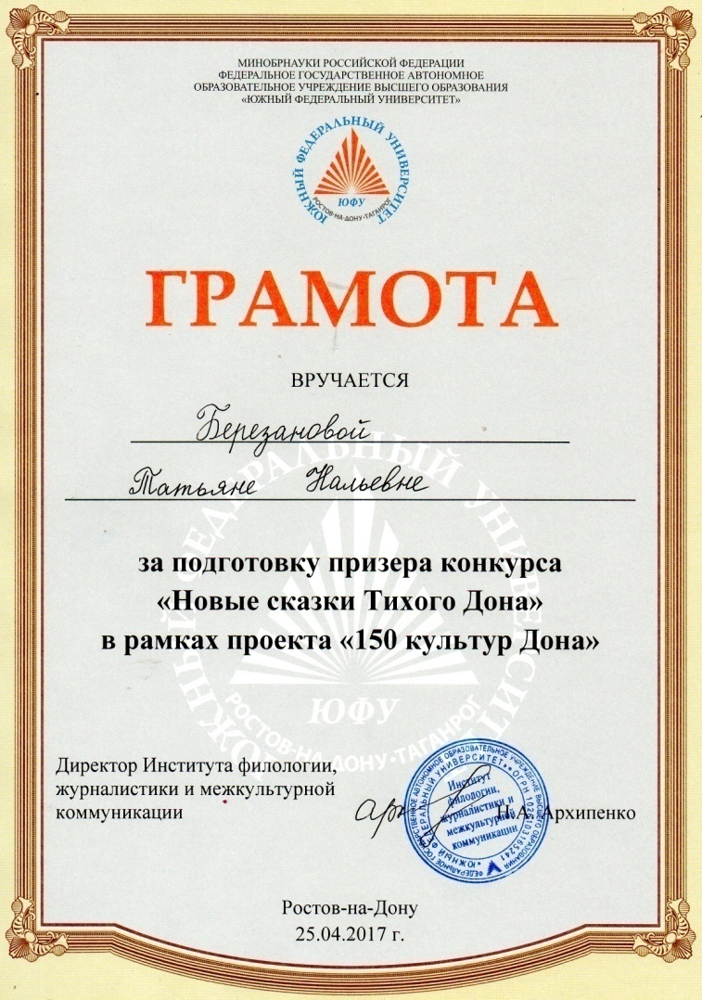 МИНОБРНАУКИ РОССИЙСКОЙ ФЕДЕРАЦИИ
ФЕДЕРАЛЬНОЕ ГОСУДАРСТВЕННОЕ АВТОНОМНОЕ
ОБРАЗОВАТЕЛЬНОЕ УЧРЕЖДЕНИЕ ВЫСШЕГО ОБРАЗОВАНИЯ
«ЮЖНЫЙ ФЕДЕРАЛЬНЫЙ УНИВЕРСИТЕТ»
ЮЖНЫЙ ФЕДЕРАЛЬНЫЙ УНИВЕРСИТЕТ
ЮФУ
РОСТОВ-НА-ДОНУ•ТАГАНРОГ
ГРАМОТА
ВРУЧАЕТСЯ
Березановой
Татьяне Нальевне
за подготовку призера конкурса
«Новые сказки Тихого Дона»
в рамках проекта «150 культур Дона»
ЮЖНЫЙ ФЕДЕРАЛЬНЫЙ УНИВЕРСИТЕТ
ЮФУ
РОСТОВ-НА-ДОНУ•ТАГАНРОГ
Директор Института филологии,
журналистики и межкультурной
коммуникации
Н.А. Архипенко
Институт
филологии,
журналистики и
межкультурной
коммуникации
Ростов-на-Дону
25.04.2017 г.